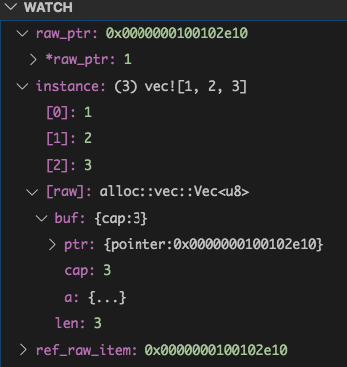 WATCH
raw_ptr: 0x0000000100102e10
*raw_ptr: 1
instance: (3) vec![1, 2, 3]
[0]: 1
[1]: 2
[2]: 3
[raw]: alloc::vec::Vec<u8>
buf: {cap:3}
ptr: {pointer:0x0000000100102e10}
cap: 3
a: {...}
len: 3
ref_raw_item: 0x0000000100102e10